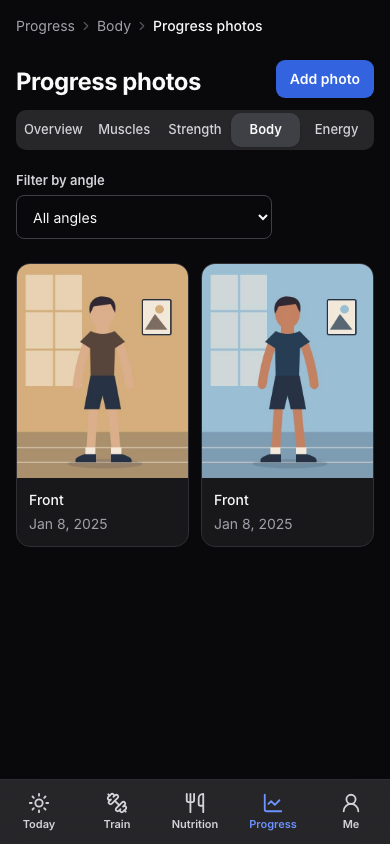 Progress > Body > Progress photos
Progress photos
Add photo
Overview Muscles Strength Body Energy
Filter by angle
All angles
Front
Jan 8, 2025
Front
Jan 8, 2025
Today Train Nutrition Progress Me